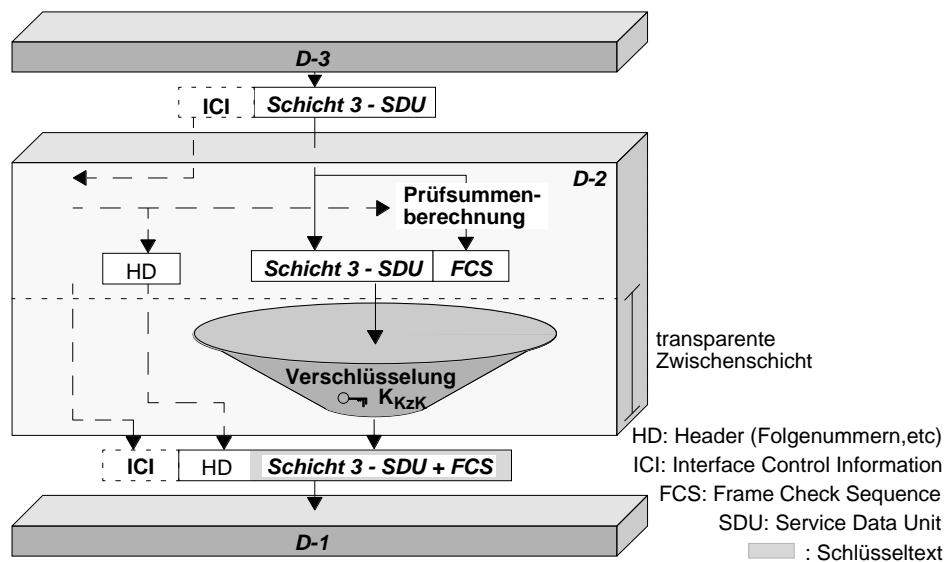 D-3
ICI Schicht 3 - SDU
D-2
Prüfsummen-
berechnung
HD Schicht 3 - SDU FCS
transparente
Zwischenschicht
Verschlüsselung
K_KzK
HD: Header (Folgenummern,etc)
ICI HD Schicht 3 - SDU + FCS
ICI: Interface Control Information
FCS: Frame Check Sequence
SDU: Service Data Unit
D-1
: Schlüsseltext